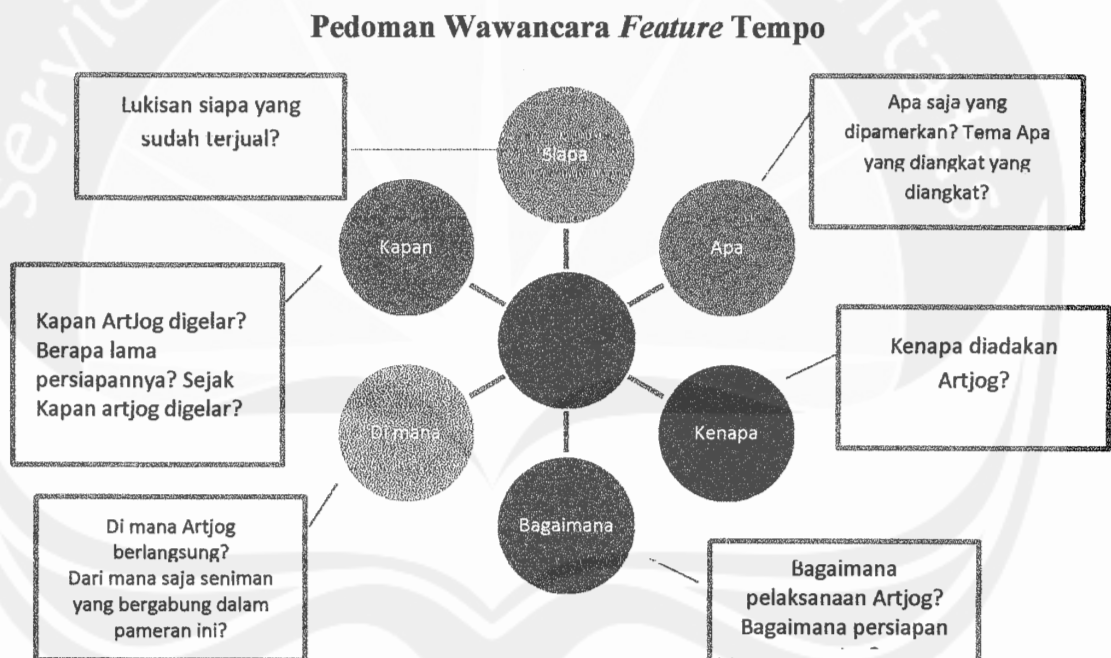 Pedoman Wawancara Feature Tempo
Lukisan siapa yang
sudah terjual?
Siapa
Apa saja yang
dipamerkan? Tema Apa
yang diangkat yang
diangkat?
Kapan
Apa
Kapan ArtJog digelar?
Berapa lama
persiapannya? Sejak
Kapan artjog digelar?
Kenapa diadakan
Artjog?
Di mana
Kenapa
Di mana Artjog
berlangsung?
Dari mana saja seniman
yang bergabung dalam
pameran ini?
Bagaimana
Bagaimana
pelaksanaan Artjog?
Bagaimana persiapan